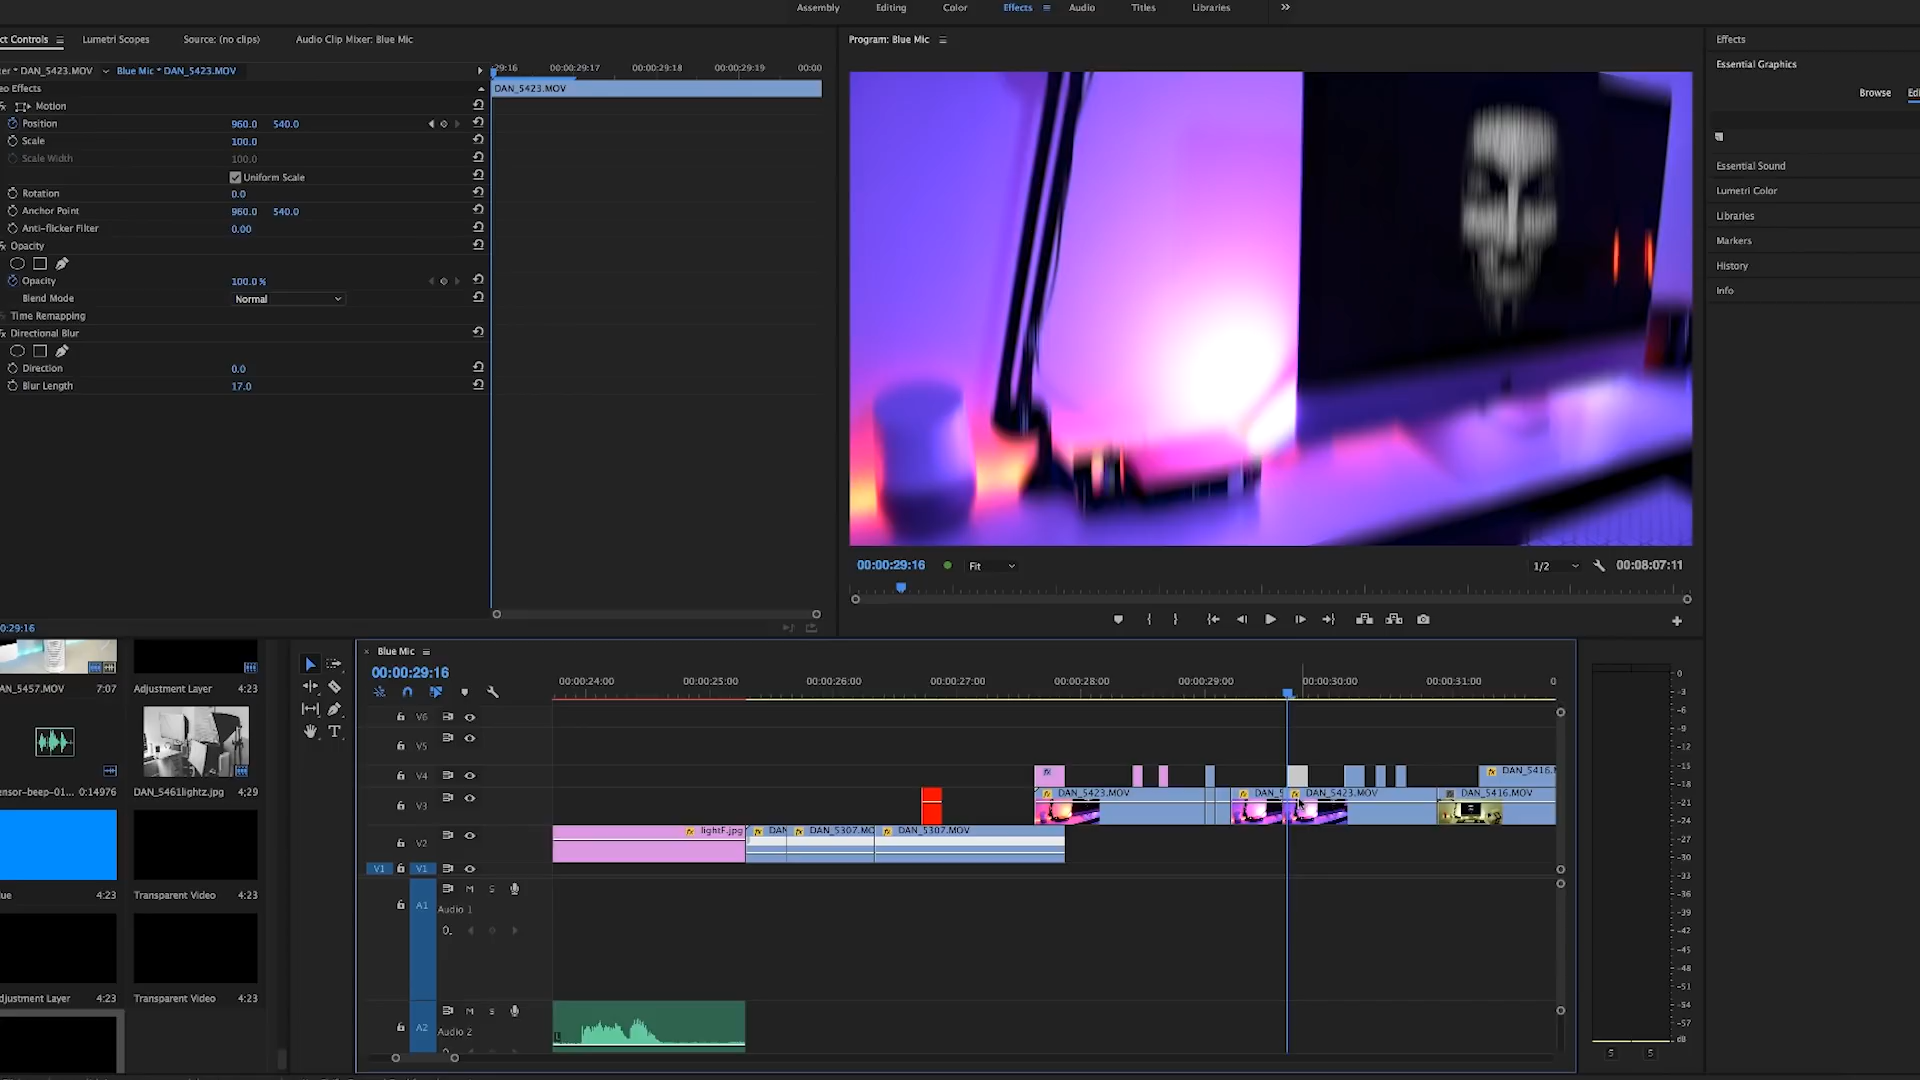 Assembly Editing Color Effects Audio Titles Libraries
ct Controls Lumetri Scopes Source: (no clips) Audio Clip Mixer: Blue Mic
Program: Blue Mic
Effects
Essential Graphics
Browse Edi
Essential Sound
Lumetri Color
Libraries
Markers
History
Info
er * DAN_5423.MOV Blue Mic * DAN_5423.MOV
29:16 00:00:29:17 00:00:29:18 00:00:29:19 00:00
DAN_5423.MOV
eo Effects
Motion
Position 960.0 540.0
Scale 100.0
Scale Width 100.0
Uniform Scale
Rotation 0.0
Anchor Point 960.0 540.0
Anti-flicker Filter 0.00
Opacity
Opacity 100.0 %
Blend Mode Normal
Time Remapping
fx Directional Blur
Direction 0.0
Blur Length 17.0
0:29:16
00:00:29:16 Fit 1/2 00:08:07:11
AN_5457.MOV 7:07 Adjustment Layer 4:23
ensor-beep-01... 0:14976 DAN_5461lightz.jpg 4:29
ue 4:23 Transparent Video 4:23
djustment Layer 4:23 Transparent Video 4:23
Blue Mic
00:00:29:16
00:00:24:00 00:00:25:00 00:00:26:00 00:00:27:00 00:00:28:00 00:00:29:00 00:00:30:00 00:00:31:00 0
V6
V5
V4 DAN_5416.
V3 DAN_5423.MOV DAN_5 DAN_5423.MOV DAN_5416.MOV
V2 lightF.jpg DAN DAN_5307.MO DAN_5307.MOV
V1 V1
M S
A1 Audio 1
0.
M S
A2 Audio 2
0
-3
-6
-9
-12
-15
-18
-21
-24
-27
-30
-33
-36
-39
-42
-45
-48
-51
-54
-57
dB
S S